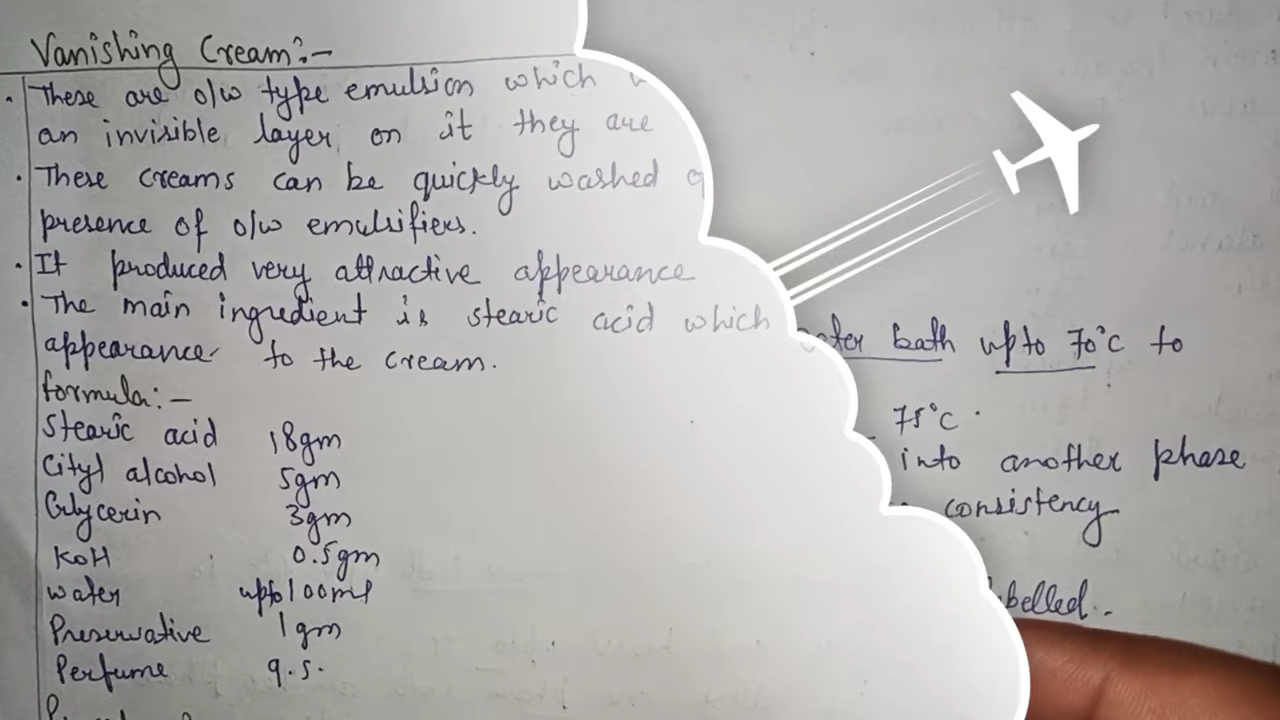 Vanishing Cream:-
. These are o/w type emulsion which
an invisible layer on it they are
. These creams can be quickly washed
presence of o/w emulsifiers.
. It produced very attractive appearance
. The main ingredient is stearic acid which
appearance to the cream.
formula:-
Stearic acid 18gm
Cityl alcohol 5gm
Glycerin 3gm
KOH 0.5gm
water upto 100ml
Preservative 1gm
Perfume q.s.
bath upto 70°C to
75°C.
into another phase
consistency